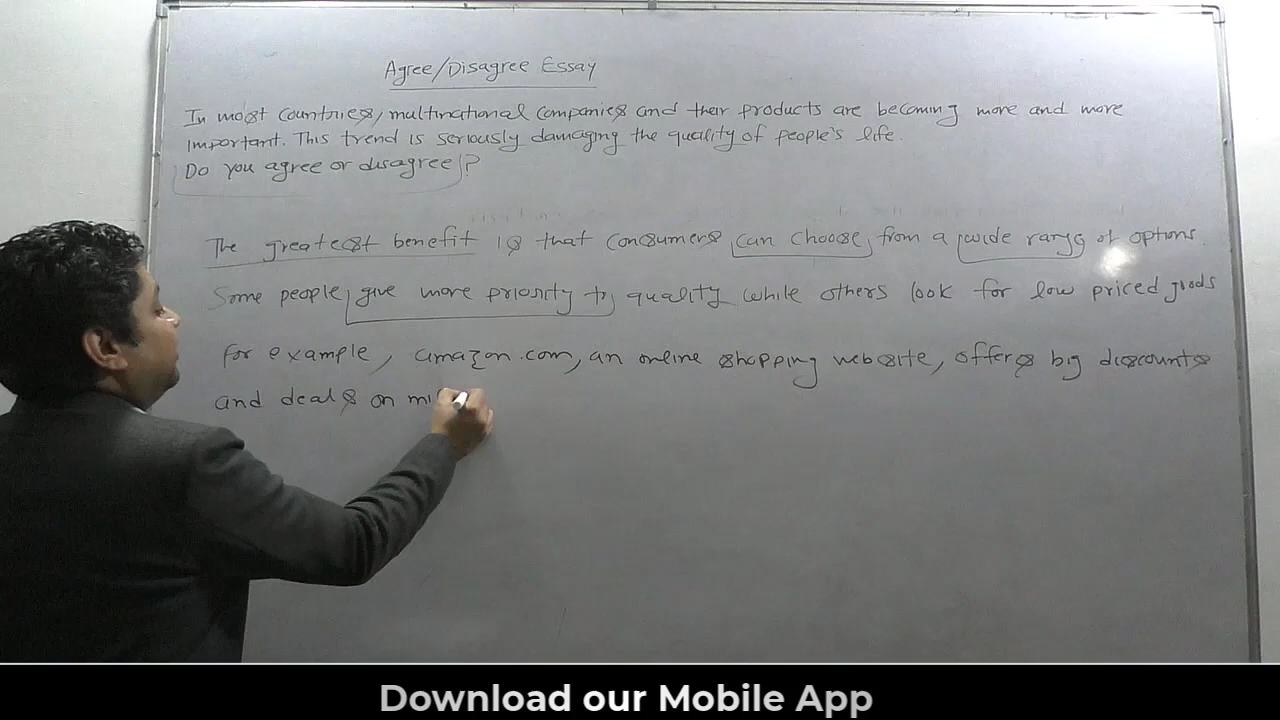 Agree/Disagree Essay
In most countries, multinational companies and their products are becoming more and more
important. This trend is seriously damaging the quality of people's life.
Do you agree or disagree?
The greatest benefit is that consumers can choose from a wide range of options.
Some people give more priority to quality while others look for low priced goods
for example, amazon.com, an online shopping website, offers big discounts
and deals on
Download our Mobile App